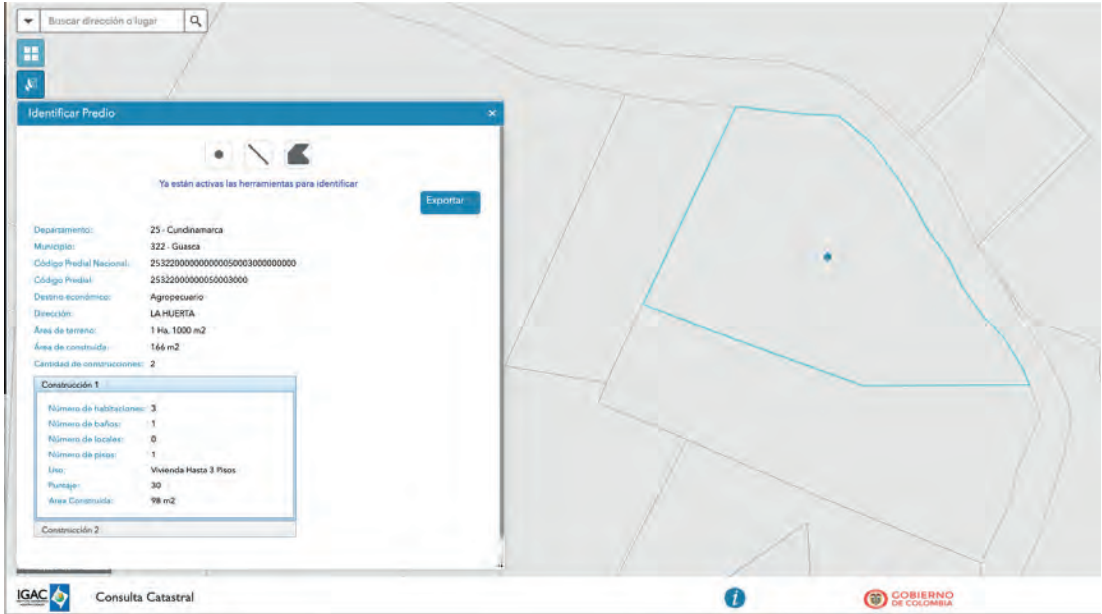 Buscar dirección o lugar
Identificar Predio ×
Ya están activas las herramientas para identificar
Exportar
Departamento: 25 - Cundinamarca
Municipio: 322 - Guasca
Código Predial Nacional: 253220000000000050003000000000
Código Predial: 25322000000050003000
Destino económico: Agropecuario
Dirección: LA HUERTA
Área de terreno: 1 Ha, 1000 m2
Área de construida: 166 m2
Cantidad de construcciones: 2
Construcción 1
Número de habitaciones: 3
Número de baños: 1
Número de locales: 0
Número de pisos: 1
Uso: Vivienda Hasta 3 Pisos
Puntaje: 30
Area Construida: 98 m2
Construcción 2
IGAC Consulta Catastral i GOBIERNO
DE COLOMBIA